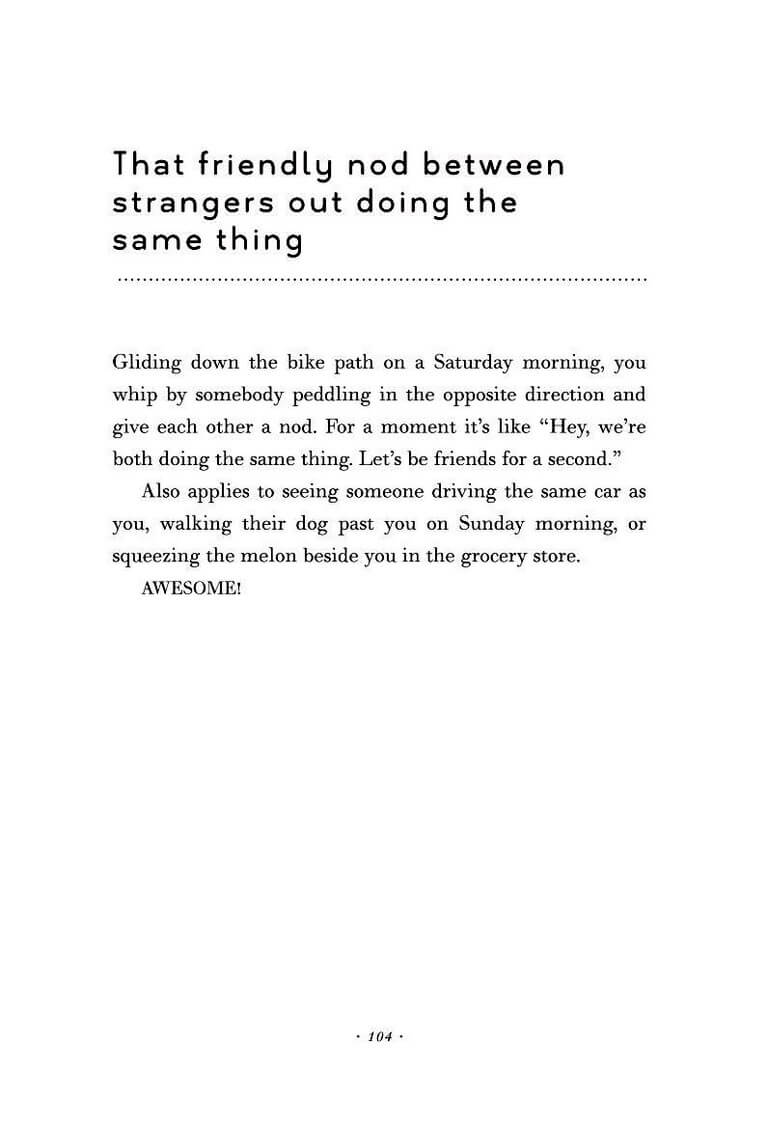 That friendly nod between
strangers out doing the
same thing
Gliding down the bike path on a Saturday morning, you
whip by somebody peddling in the opposite direction and
give each other a nod. For a moment it’s like “Hey, we’re
both doing the same thing. Let’s be friends for a second.”
Also applies to seeing someone driving the same car as
you, walking their dog past you on Sunday morning, or
squeezing the melon beside you in the grocery store.
AWESOME!
· 104 ·